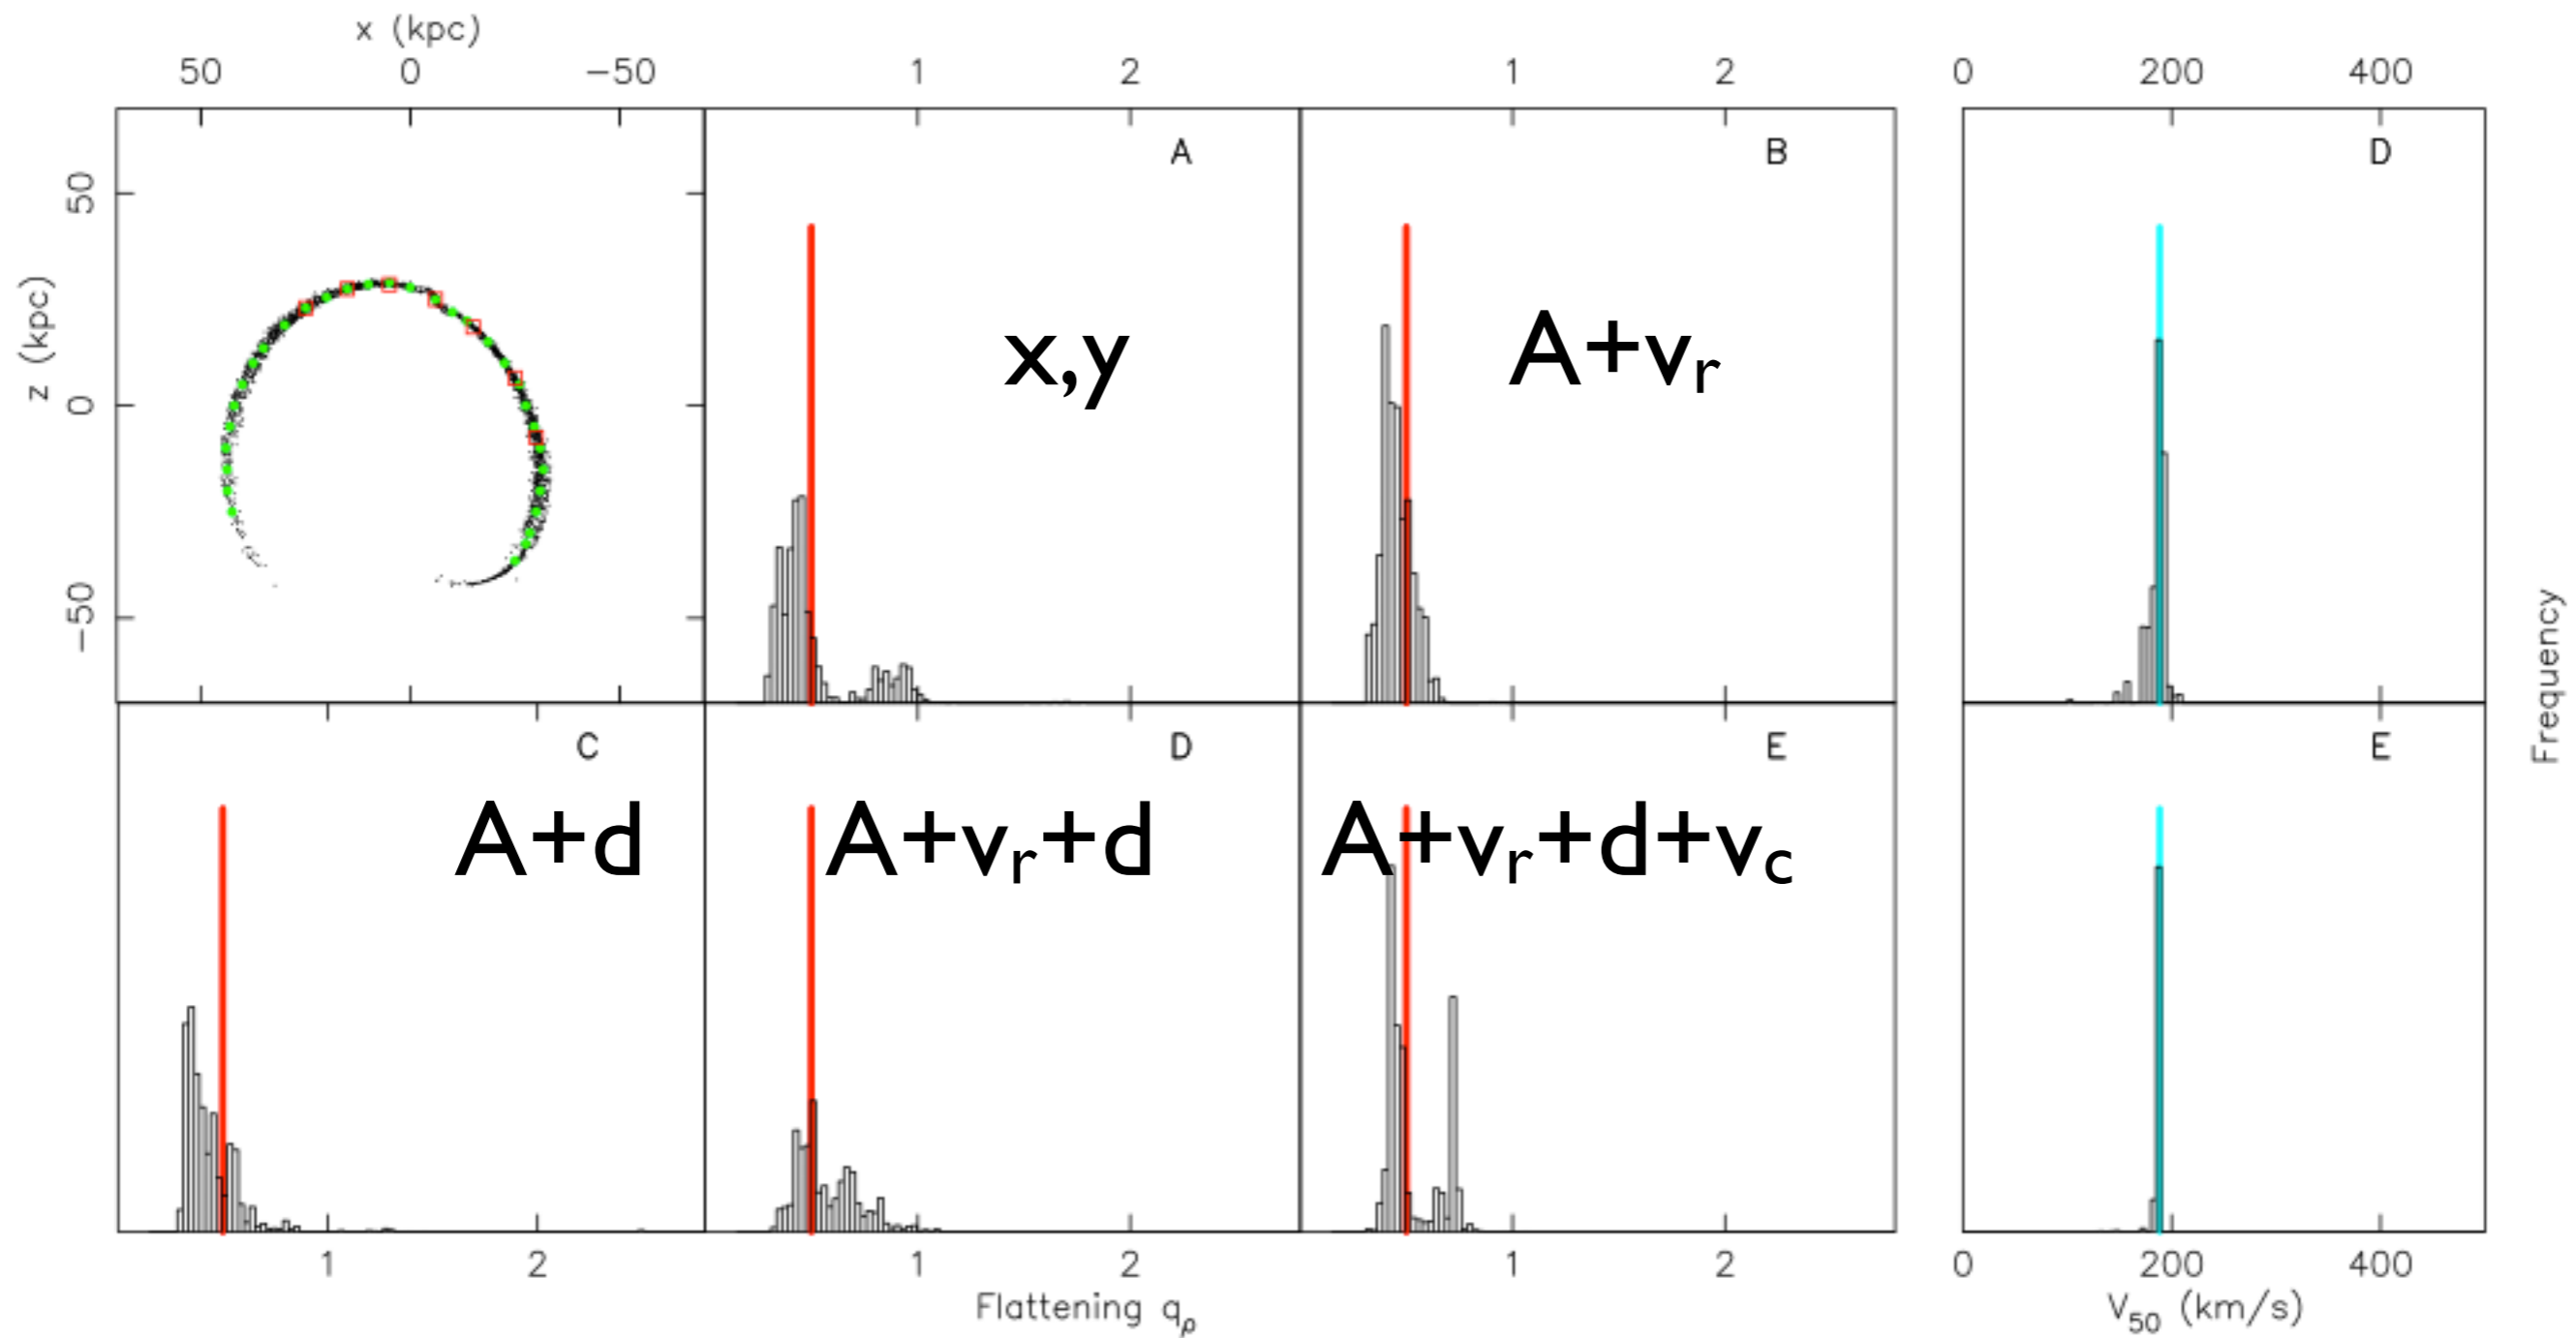 x (kpc)
50 0 −50 1 2 1 2 0 200 400
A B D
50
0
−50
z (kpc)
x,y
A+vr
C D E E
A+d
A+vr+d
A+vr+d+vc
Frequency
1 2 1 2 1 2 0 200 400
Flattening qρ
V50 (km/s)